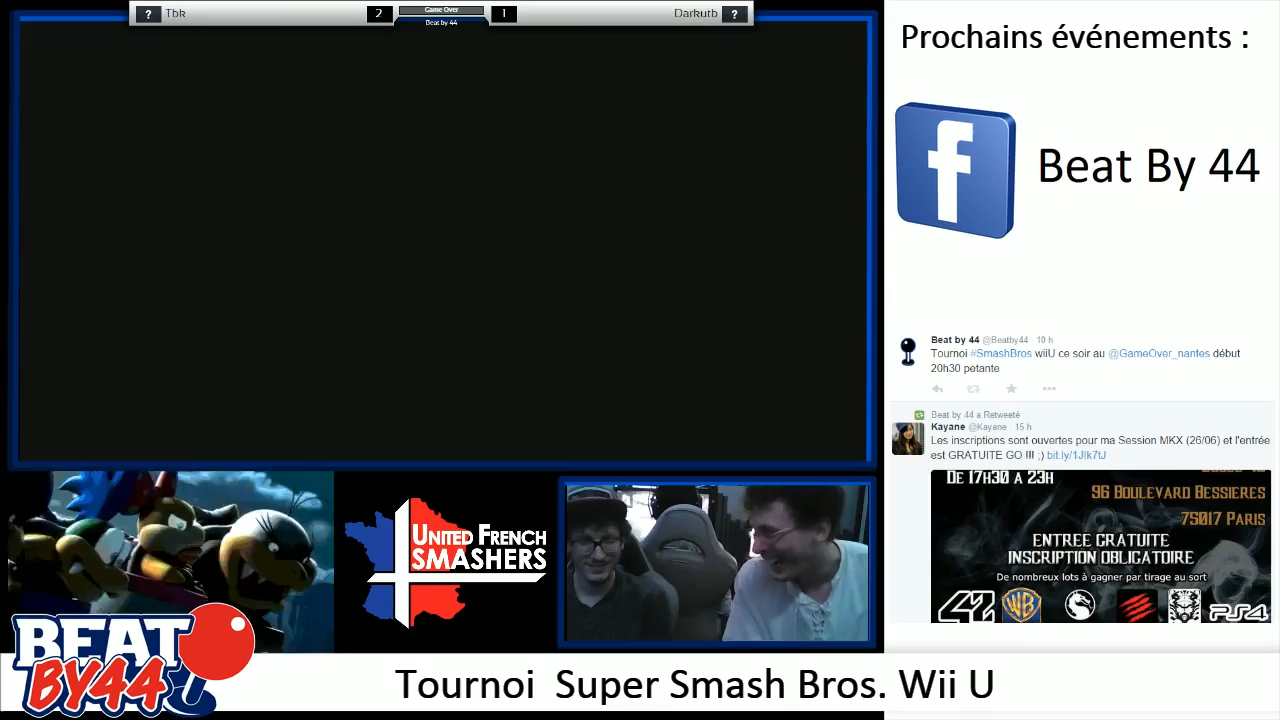 ? Tbk 2 Game Over 1 Darkutb ?
Beat by 44
Prochains événements :
f Beat By 44
Beat by 44 @Beatby44 · 10 h
Tournoi #SmashBros wiiU ce soir au @GameOver_nantes début
20h30 petante
Beat by 44 a Retweeté
Kayane @Kayane · 15 h
Les inscriptions sont ouvertes pour ma Session MKX (26/06) et l'entrée
est GRATUITE GO !!! ;) bit.ly/1JIk7tJ
DE 17H30 A 23H
96 BOULEVARD BESSIERES
75017 PARIS
ENTREE GRATUITE
INSCRIPTION OBLIGATOIRE
De nombreux lots à gagner par tirage au sort
42 WB PS4
UNITED FRENCH
SMASHERS
BEAT
BY44
U
Tournoi Super Smash Bros. Wii U